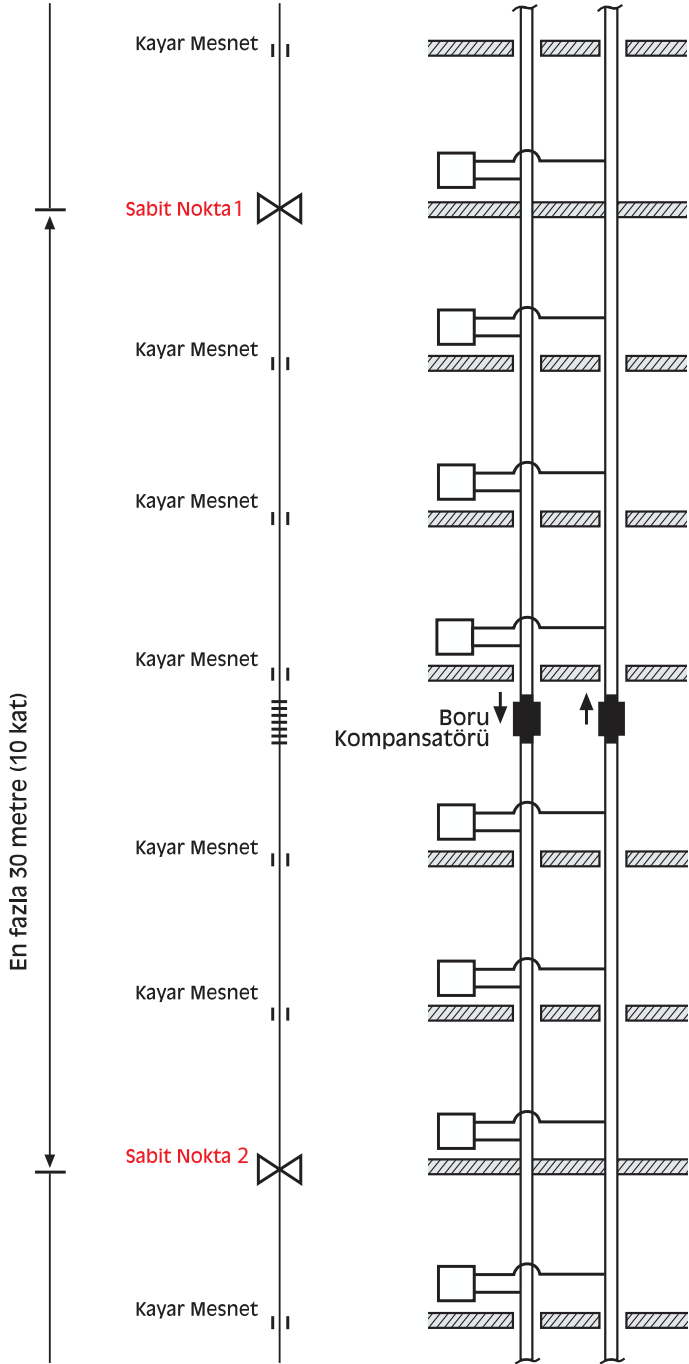 Kayar Mesnet
Sabit Nokta 1
Kayar Mesnet
Kayar Mesnet
Kayar Mesnet
Boru
Kompansatörü
En fazla 30 metre (10 kat)
Kayar Mesnet
Kayar Mesnet
Sabit Nokta 2
Kayar Mesnet